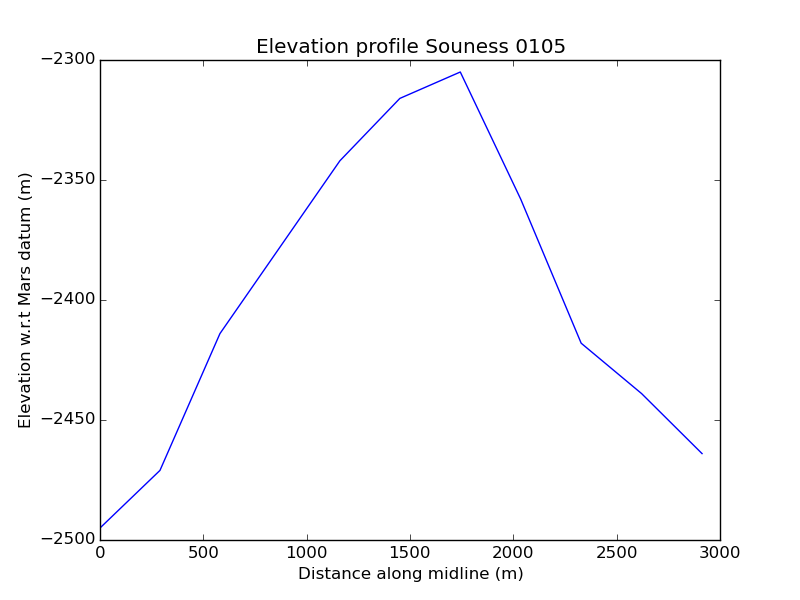 Elevation profile Souness 0105
−2300
−2350
−2400
−2450
−2500
Elevation w.r.t Mars datum (m)
0 500 1000 1500 2000 2500 3000
Distance along midline (m)